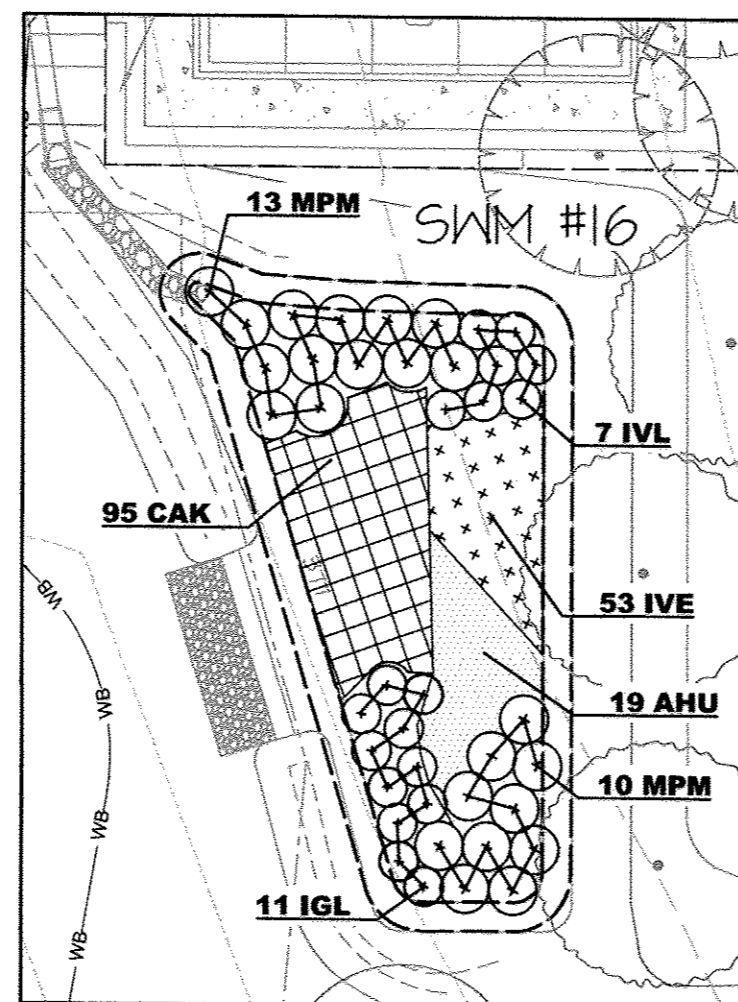 13 MPM
SWM #16
7 IVL
95 CAK
53 IVE
WB
19 AHU
WB
10 MPM
WB
11 IGL
WB